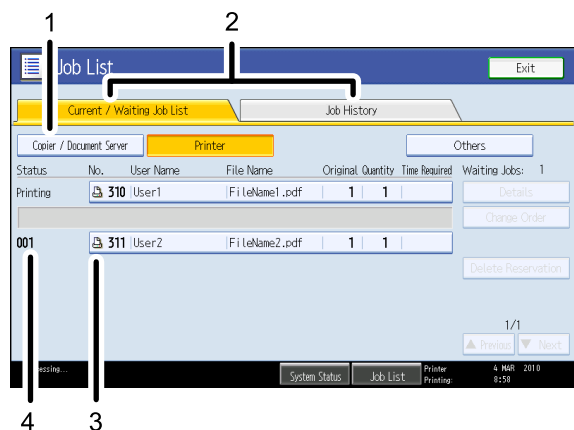 1 2
Job List Exit
Current / Waiting Job List Job History
Copier / Document Server Printer Others
Status No. User Name File Name Original Quantity Time Required Waiting Jobs: 1
Printing 310 User1 FileName1.pdf 1 1 Details
Change Order
001 311 User2 FileName2.pdf 1 1
Delete Reservation
1/1
▲ Previous ▼ Next
System Status Job List Printer 4 MAR 2010
Printing: 8:58
4 3